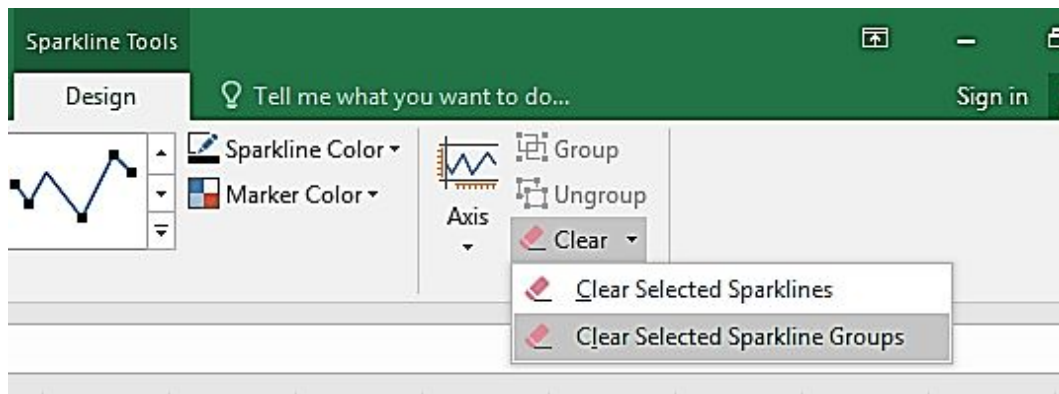 Sparkline Tools
Design
Tell me what you want to do...
Sign in
Sparkline Color
Marker Color
Axis
Group
Ungroup
Clear
Clear Selected Sparklines
Clear Selected Sparkline Groups